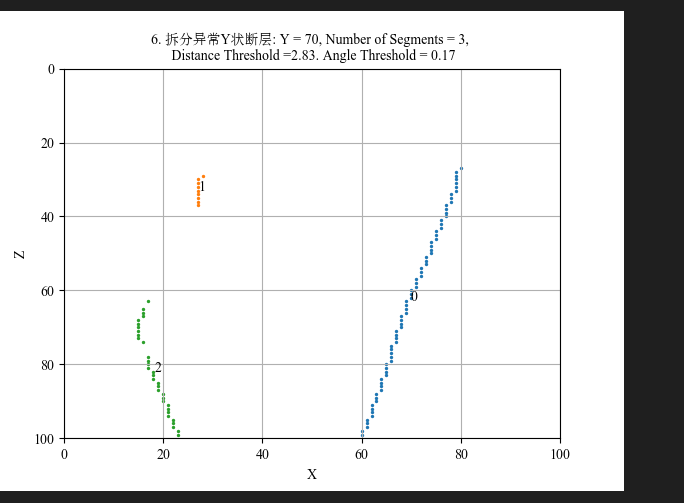 6. 拆分异常Y状断层: Y = 70, Number of Segments = 3,
Distance Threshold =2.83. Angle Threshold = 0.17
0
20
1
40
Z
60
0
80
2
100
0 20 40 60 80 100
X